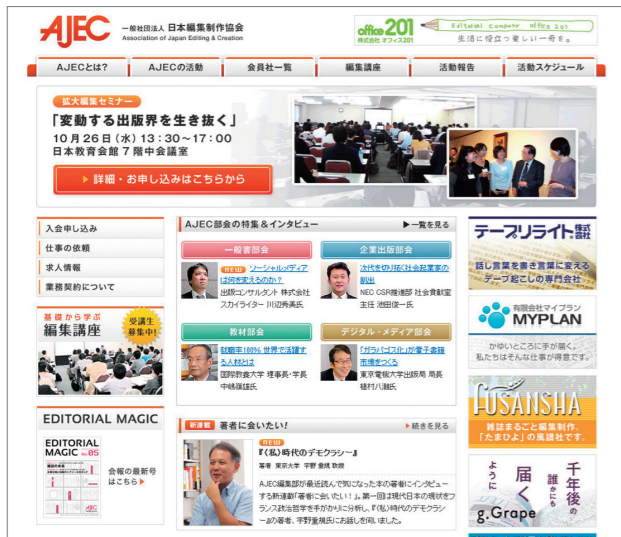 AJEC
一般社団法人 日本編集制作協会
Association of Japan Editing & Creation
office201
株式会社 オフィス201
Editorial Company office 201
生活に役立つ楽しい一冊を。
AJECとは?
AJECの活動
会員社一覧
編集講座
活動報告
活動スケジュール
拡大編集セミナー
「変動する出版界を生き抜く」
10月26日(水)13:30〜17:00
日本教育会館7階中会議室
詳細・お申し込みはこちらから
入会申し込み
仕事の依頼
求人情報
業務契約について
基礎から学ぶ
編集講座
受講生
募集中!
EDITORIAL MAGIC
EDITORIAL
MAGIC No.05
会報の最新号
はこちら
AJEC部会の特集&インタビュー
▶一覧を見る
一般書部会
NEW ソーシャルメディア
は何を変えるのか?
出版コンサルタント 株式会社
スカイライター 川辺秀美氏
企業出版部会
次代を切り拓く社会起業家の
創出
NEC CSR推進部 社会貢献室
主任 池田俊一氏
教材部会
就職率100% 世界で活躍す
る人材とは
国際教養大学 理事長・学長
中嶋嶺雄氏
デジタル・メディア部会
「ガラパゴス化」が電子書籍
市場をつくる
東京電機大学出版局 局長
植村八潮氏
新連載 著者に会いたい!
▶続きを見る
NEW
『〈私〉時代のデモクラシー』
著者 東京大学 宇野 重規 教授
AJEC編集部が最近読んで気になった本の著者にインタビュー
する新連載「著者に会いたい!」。第一回は現代日本の現状をフ
ランス政治哲学を手がかりに分析し、『〈私〉時代のデモクラシ
ー』の著者、宇野重規氏にお話しを伺いました。
テープリライト株式会社
話し言葉を書き言葉に変える
テープ起こしの専門会社
有限会社マイプラン
MYPLAN
かゆいところに手が届く。
私たちはそんな仕事が得意です。
FUSANSHA
雑誌まるごと編集制作。
「たまひよ」の風讃社です。
千年後の
誰かにも
届く
ように
g.Grape